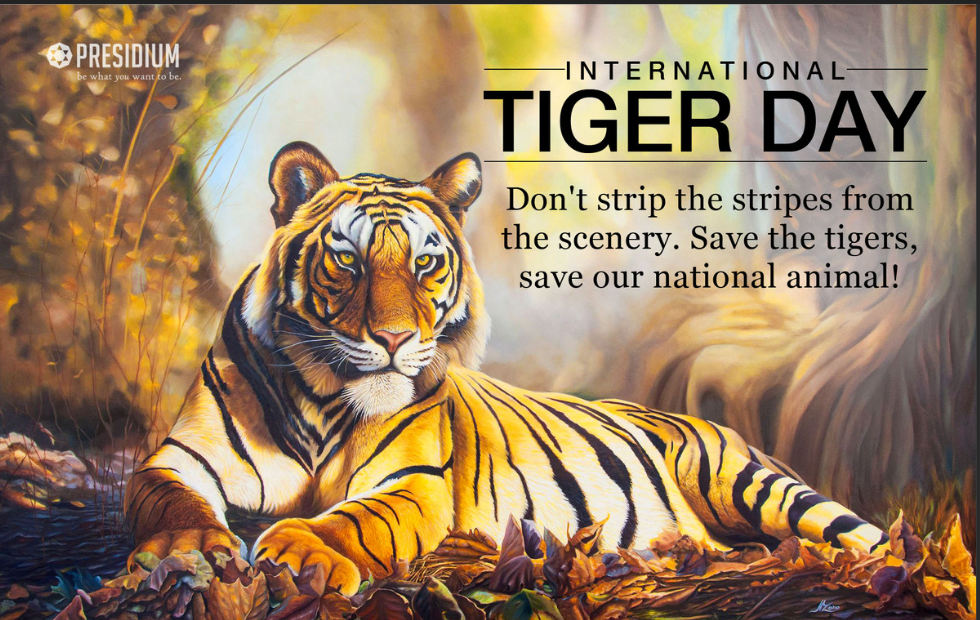 PRESIDIUM
be what you want to be.
INTERNATIONAL
TIGER DAY
Don't strip the stripes from
the scenery. Save the tigers,
save our national animal!